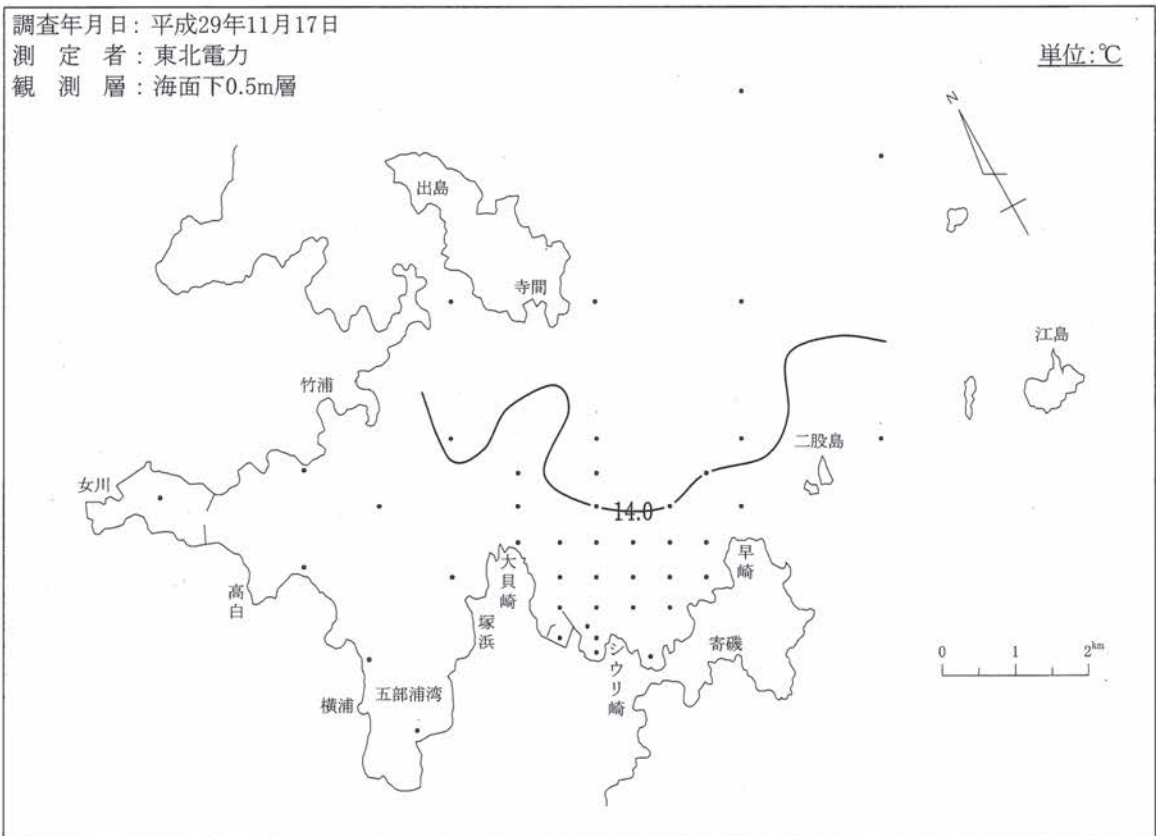 調査年月日：平成29年11月17日
測 定 者：東北電力
観 測 層：海面下0.5m層
単位：℃
N
出島
寺間
江島
竹浦
二股島
女川
14.0
早崎
大貝崎
高白
塚浜
寄磯
シウリ崎
0 1 2km
五部浦湾
横浦